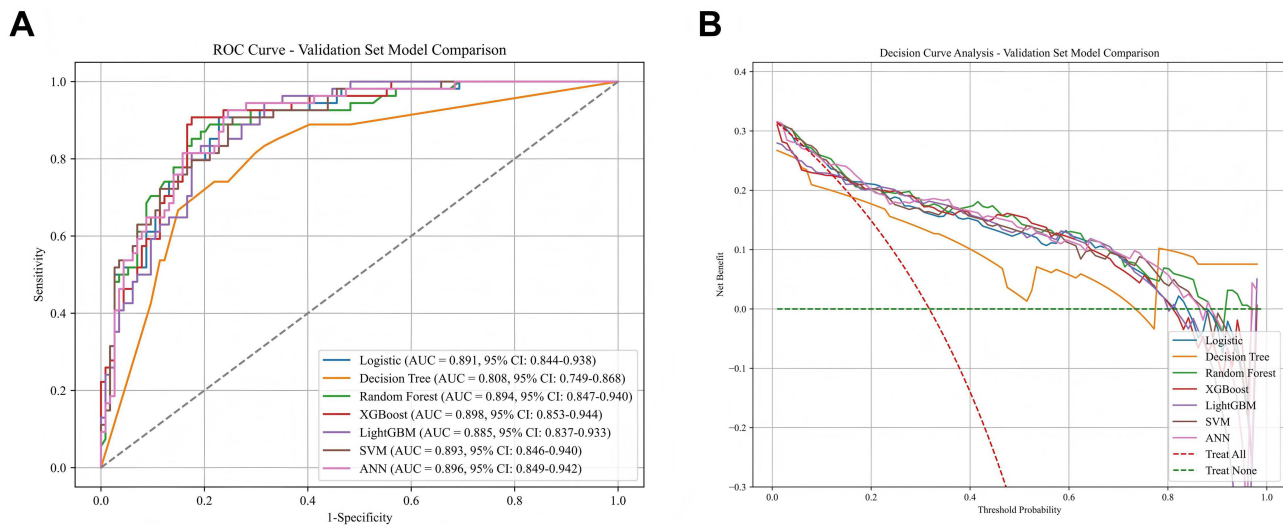 A
ROC Curve - Validation Set Model Comparison
Sensitivity
1.0
0.8
0.6
0.4
0.2
0.0
Logistic (AUC = 0.891, 95% CI: 0.844-0.938)
Decision Tree (AUC = 0.808, 95% CI: 0.749-0.868)
Random Forest (AUC = 0.894, 95% CI: 0.847-0.940)
XGBoost (AUC = 0.898, 95% CI: 0.853-0.944)
LightGBM (AUC = 0.885, 95% CI: 0.837-0.933)
SVM (AUC = 0.893, 95% CI: 0.846-0.940)
ANN (AUC = 0.896, 95% CI: 0.849-0.942)
0.0 0.2 0.4 0.6 0.8 1.0
1-Specificity
B
Decision Curve Analysis - Validation Set Model Comparison
Net Benefit
0.4
0.3
0.2
0.1
0.0
−0.1
−0.2
−0.3
Logistic
Decision Tree
Random Forest
XGBoost
LightGBM
SVM
ANN
Treat All
Treat None
0.0 0.2 0.4 0.6 0.8 1.0
Threshold Probability